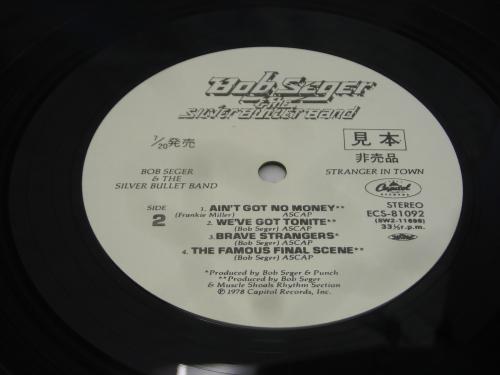 Bob Seger
& THE
SILVER BULLET BAND
7/20発売
見本
非売品
BOB SEGER
& THE
SILVER BULLET BAND
STRANGER IN TOWN
Capitol
SIDE
2
STEREO
ECS-81092
(SW2-11698)
33⅓ r.p.m.
1. AIN'T GOT NO MONEY**
(Frankie Miller) ASCAP
2. WE'VE GOT TONITE**
(Bob Seger) ASCAP
3. BRAVE STRANGERS*
(Bob Seger) ASCAP
4. THE FAMOUS FINAL SCENE**
(Bob Seger) ASCAP
*Produced by Bob Seger & Punch
**Produced by Bob Seger
& Muscle Shoals Rhythm Section
℗ 1978 Capitol Records, Inc.